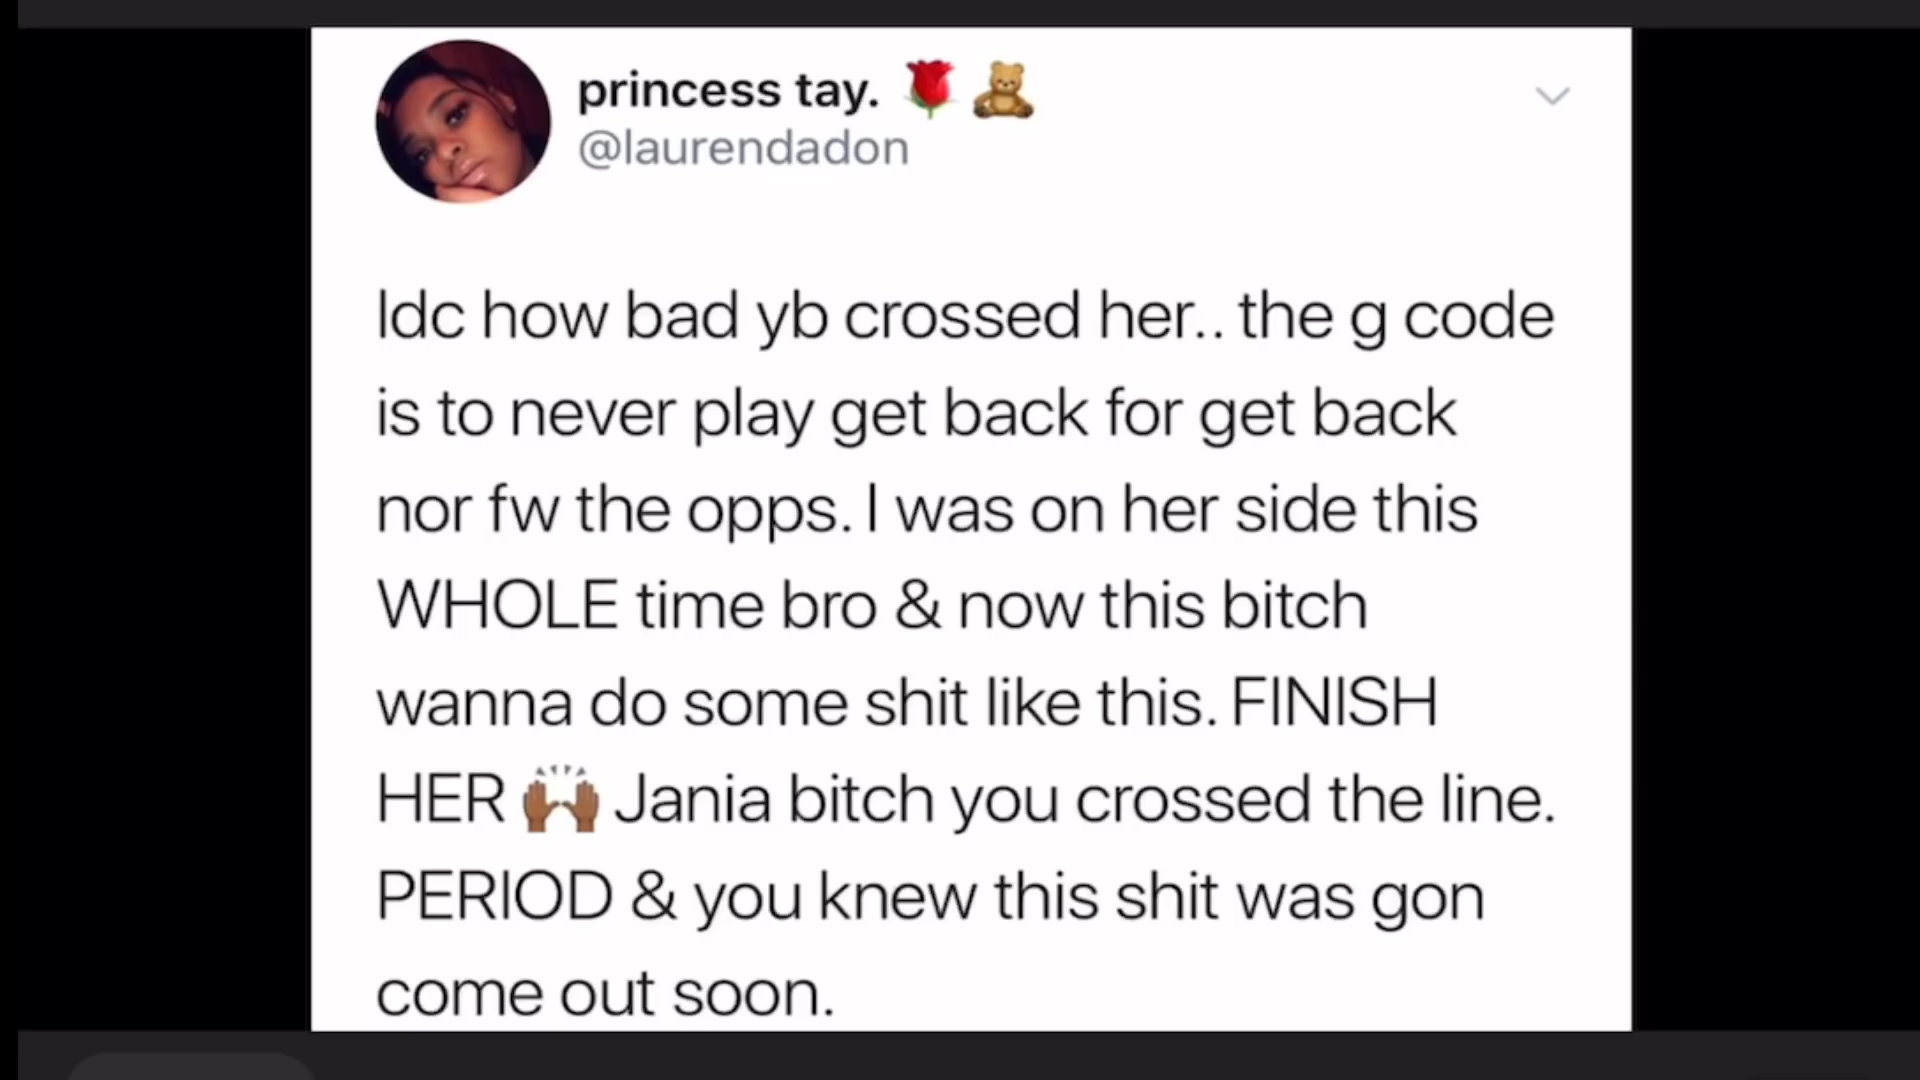 princess tay. 🌹 🧸
@laurendadon
Idc how bad yb crossed her.. the g code
is to never play get back for get back
nor fw the opps. I was on her side this
WHOLE time bro & now this bitch
wanna do some shit like this. FINISH
HER 🙌🏾 Jania bitch you crossed the line.
PERIOD & you knew this shit was gon
come out soon.